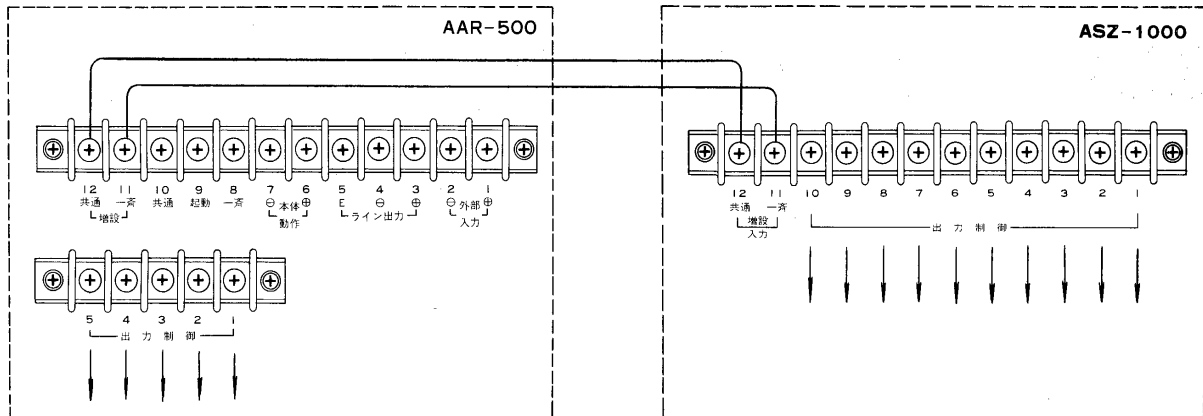 AAR-500
12 11 10 9 8 7 6 5 4 3 2 1
共通 一斉 共通 起動 一斉 ⊖ 本体 ⊕ E ⊖ ⊕ ⊖ 外部 ⊕
増設 動作 ライン出力 入力
5 4 3 2 1
出力制御
ASZ-1000
12 11 10 9 8 7 6 5 4 3 2 1
共通 一斉
増設 出力制御
入力